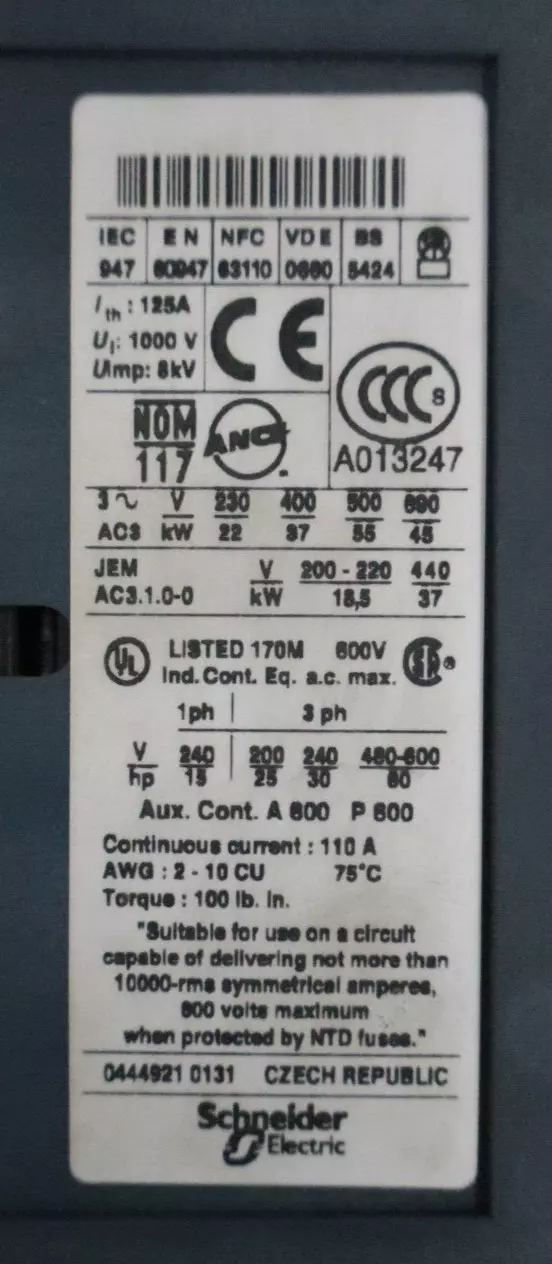 IEC EN NFC VDE BS
947 60947 63110 0660 5424
Ith : 125A
Ui: 1000 V
Uimp: 8kV
CE
CCC S
A013247
NOM
117
ANCE
3~ V 230 400 500 690
AC3 kW 22 37 55 45
JEM V 200 - 220 440
AC3.1.0-0 kW 18,5 37
UL LISTED 170M 600V
Ind. Cont. Eq. a.c. max.
1ph 3 ph
V 240 200 240 480-600
hp 15 25 30 60
Aux. Cont. A 600 P 600
Continuous current : 110 A
AWG : 2 - 10 CU 75°C
Torque : 100 lb. In.
"Suitable for use on a circuit
capable of delivering not more than
10000-rms symmetrical amperes,
600 volts maximum
when protected by NTD fuses."
0444921 0131 CZECH REPUBLIC
Schneider
Electric